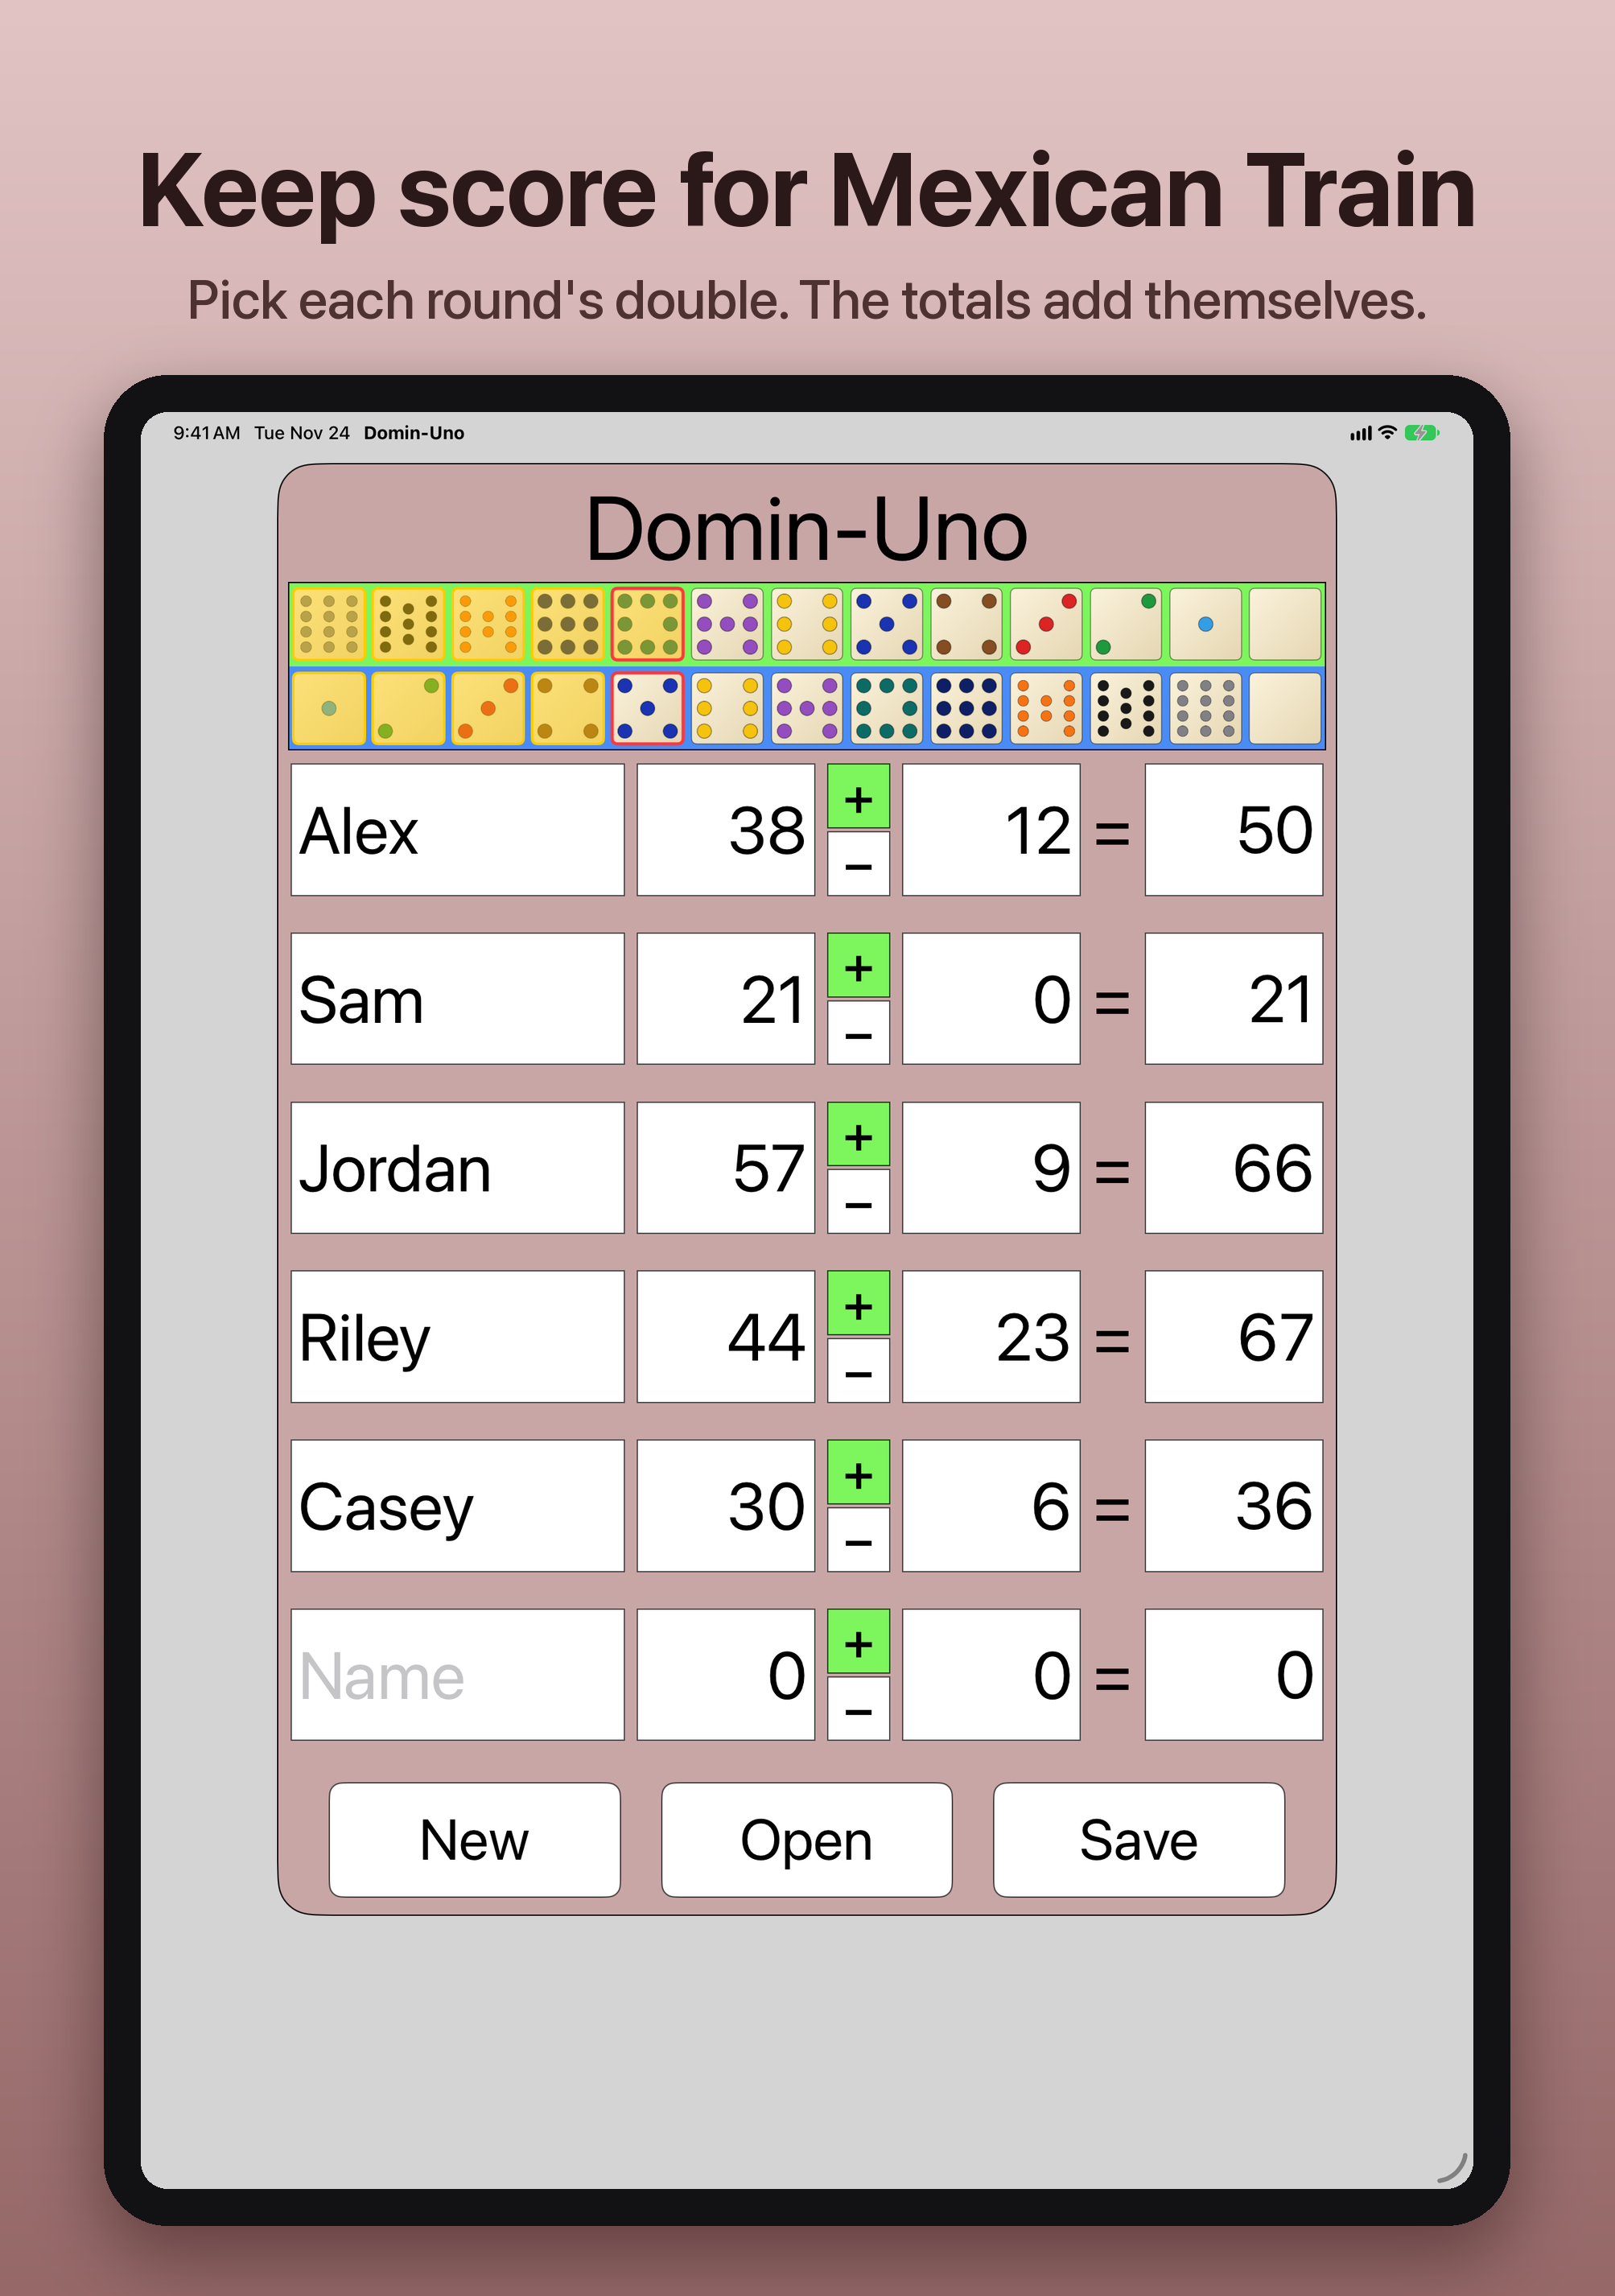 Keep score for Mexican Train
Pick each round's double. The totals add themselves.
9:41 AM Tue Nov 24 Domin-Uno
Domin-Uno
Alex 38 + − 12 = 50
Sam 21 + − 0 = 21
Jordan 57 + − 9 = 66
Riley 44 + − 23 = 67
Casey 30 + − 6 = 36
Name 0 + − 0 = 0
New Open Save